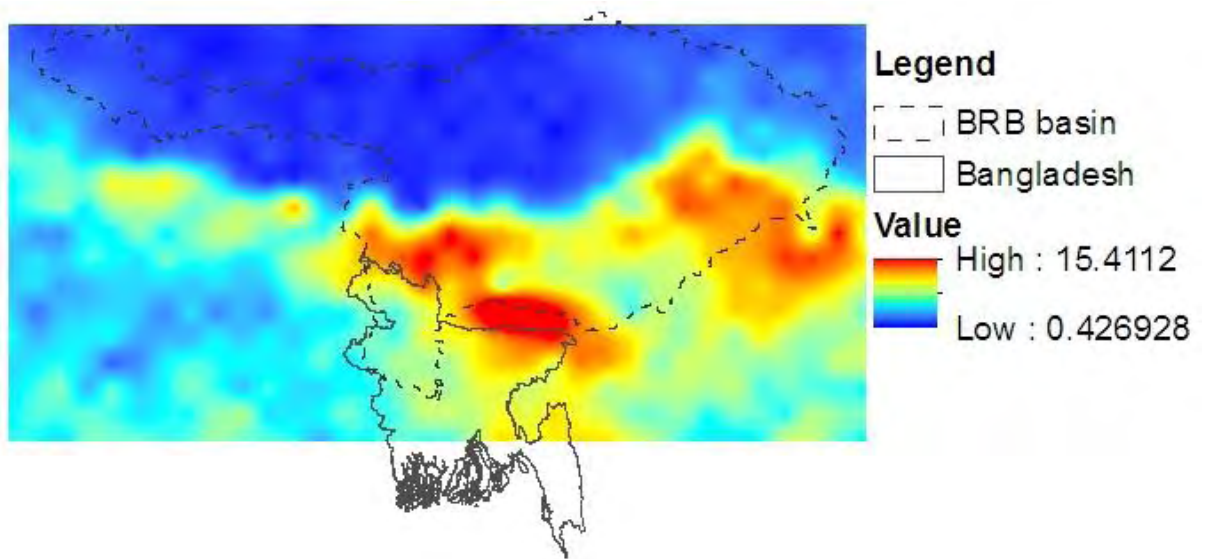 Legend
BRB basin
Bangladesh
Value
High : 15.4112
Low : 0.426928